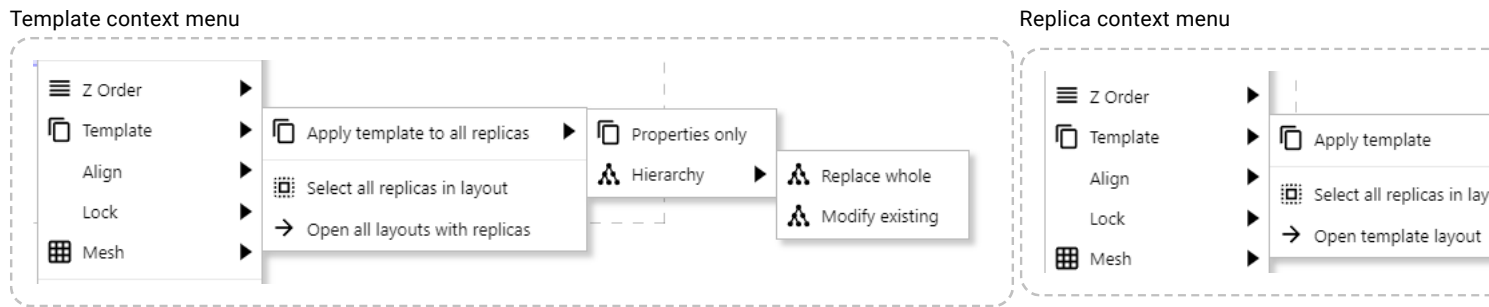 Template context menu
Z Order
Template
Align
Lock
Mesh
Apply template to all replicas
Select all replicas in layout
Open all layouts with replicas
Properties only
Hierarchy
Replace whole
Modify existing
Replica context menu
Z Order
Template
Align
Lock
Mesh
Apply template
Select all replicas in
Open template layout